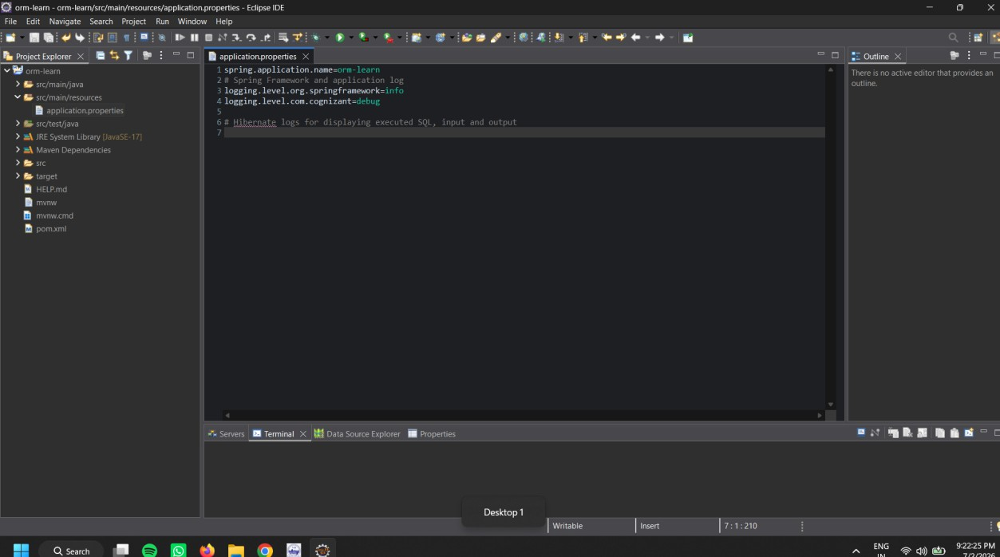 orm-learn - orm-learn/src/main/resources/application.properties - Eclipse IDE
File Edit Navigate Search Project Run Window Help
Project Explorer
orm-learn
src/main/java
src/main/resources
application.properties
src/test/java
JRE System Library [JavaSE-17]
Maven Dependencies
src
target
HELP.md
mvnw
mvnw.cmd
pom.xml
application.properties
1 spring.application.name=orm-learn
2 # Spring Framework and application log
3 logging.level.org.springframework=info
4 logging.level.com.cognizant=debug
5
6 # Hibernate logs for displaying executed SQL, input and output
7
Outline
There is no active editor that provides an
outline.
Servers Terminal Data Source Explorer Properties
Desktop 1
Writable Insert 7 : 1 : 210
Search
ENG
IN
9:22:25 PM
7/2/2026